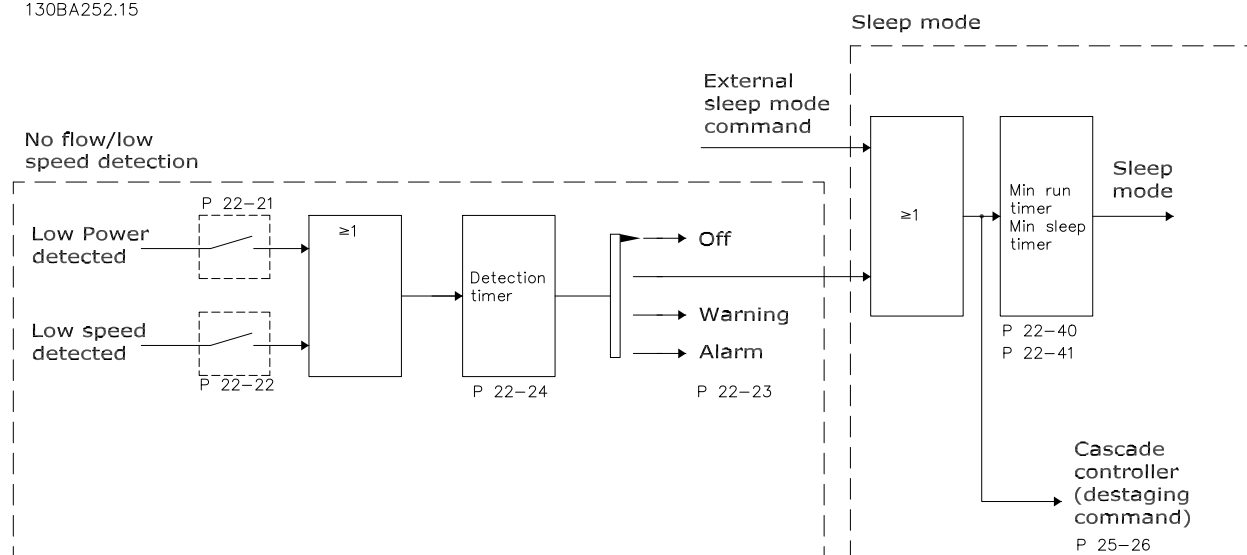 130BA252.15
Sleep mode
External
sleep mode
command
No flow/low
speed detection
P 22-21
Low Power
detected
≥1
Detection
timer
Off
≥1
Min run
timer
Min sleep
timer
Sleep
mode
Low speed
detected
P 22-22
P 22-24
Warning
Alarm
P 22-23
P 22-40
P 22-41
Cascade
controller
(destaging
command)
P 25-26